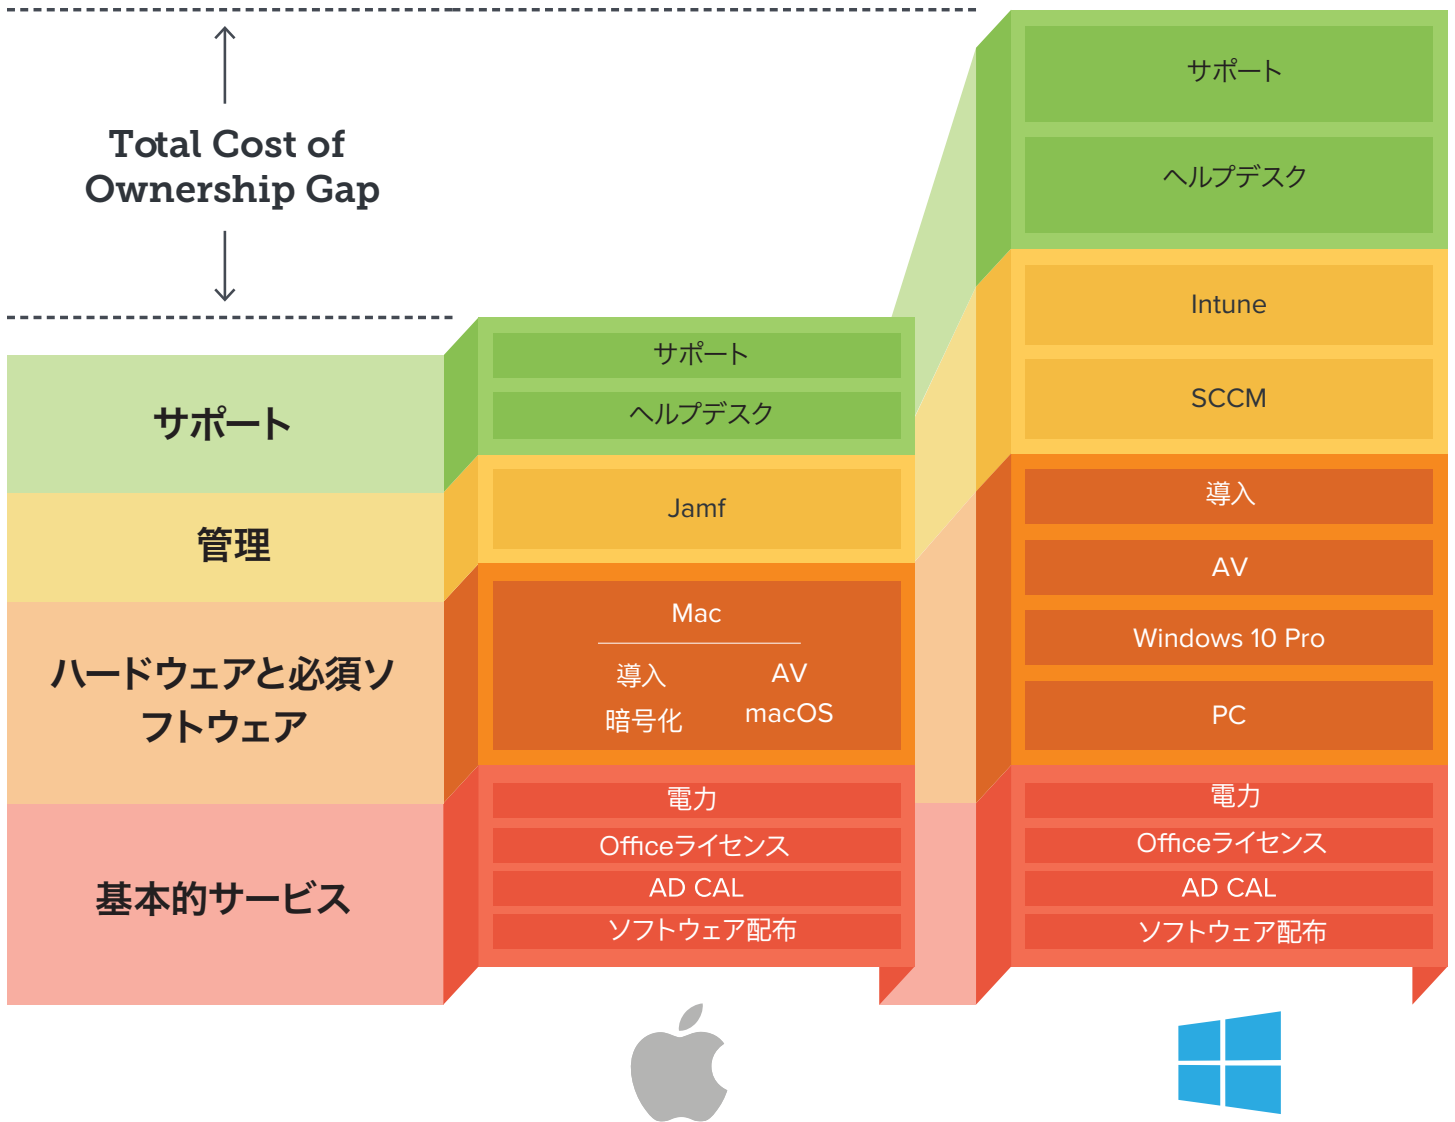 Total Cost of
Ownership Gap
サポート
管理
ハードウェアと必須ソ
フトウェア
基本的サービス
サポート
ヘルプデスク
Jamf
Mac
導入
AV
暗号化
macOS
電力
Officeライセンス
AD CAL
ソフトウェア配布
サポート
ヘルプデスク
Intune
SCCM
導入
AV
Windows 10 Pro
PC
電力
Officeライセンス
AD CAL
ソフトウェア配布